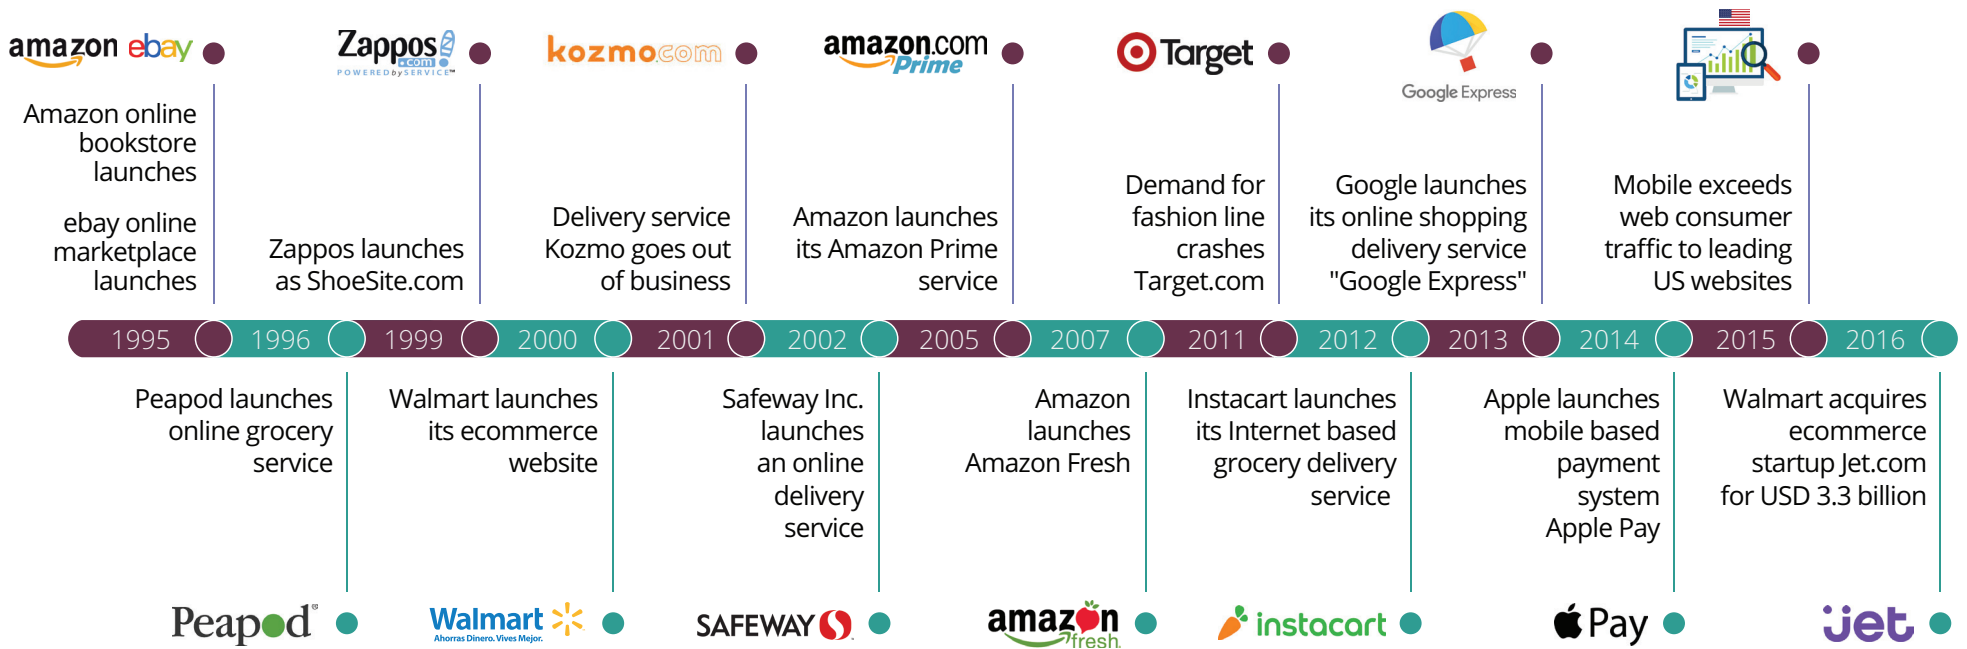 amazon ebay
Zappos
.com
POWERED by SERVICE™
kozmo.com
amazon.com
Prime
Target
Google Express
Amazon online
bookstore
launches
ebay online
marketplace
launches
Zappos launches
as ShoeSite.com
Delivery service
Kozmo goes out
of business
Amazon launches
its Amazon Prime
service
Demand for
fashion line
crashes
Target.com
Google launches
its online shopping
delivery service
"Google Express"
Mobile exceeds
web consumer
traffic to leading
US websites
1995 1996 1999 2000 2001 2002 2005 2007 2011 2012 2013 2014 2015 2016
Peapod launches
online grocery
service
Walmart launches
its ecommerce
website
Safeway Inc.
launches
an online
delivery
service
Amazon
launches
Amazon Fresh
Instacart launches
its Internet based
grocery delivery
service
Apple launches
mobile based
payment
system
Apple Pay
Walmart acquires
ecommerce
startup Jet.com
for USD 3.3 billion
Peapod®
Walmart
Ahorras Dinero. Vives Mejor.
SAFEWAY
amazon
fresh
instacart
Pay
jet